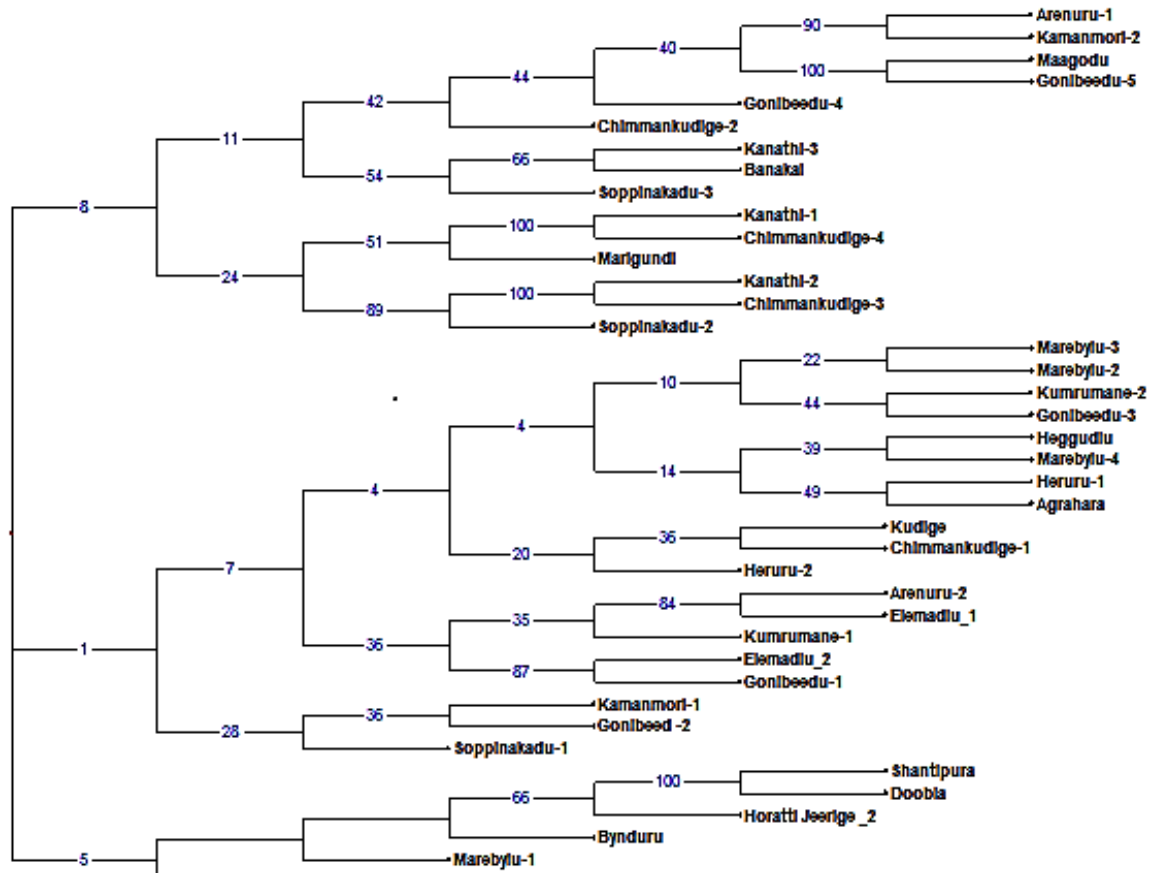 Arenuru-1
90
Kamanmori-2
40
Maagodu
100
Gonibeedu-5
44
Gonibeedu-4
42
Chimmankudige-2
11
Kanathi-3
66
Banakal
54
Soppinakadu-3
8
Kanathi-1
100
Chimmankudige-4
51
Marigundi
24
Kanathi-2
100
Chimmankudige-3
89
Soppinakadu-2
Marebylu-3
22
Marebylu-2
10
Kumrumane-2
44
Gonibeedu-3
4
Heggudlu
39
Marebylu-4
14
Heruru-1
49
Agrahara
4
Kudige
36
Chimmankudige-1
20
Heruru-2
7
Arenuru-2
84
Elemadlu_1
35
Kumrumane-1
36
Elemadlu_2
87
Gonibeedu-1
1
Kamanmori-1
36
Gonibeed -2
28
Soppinakadu-1
Shantipura
100
Doobla
66
Horatti Jeerige _2
Bynduru
5
Marebylu-1